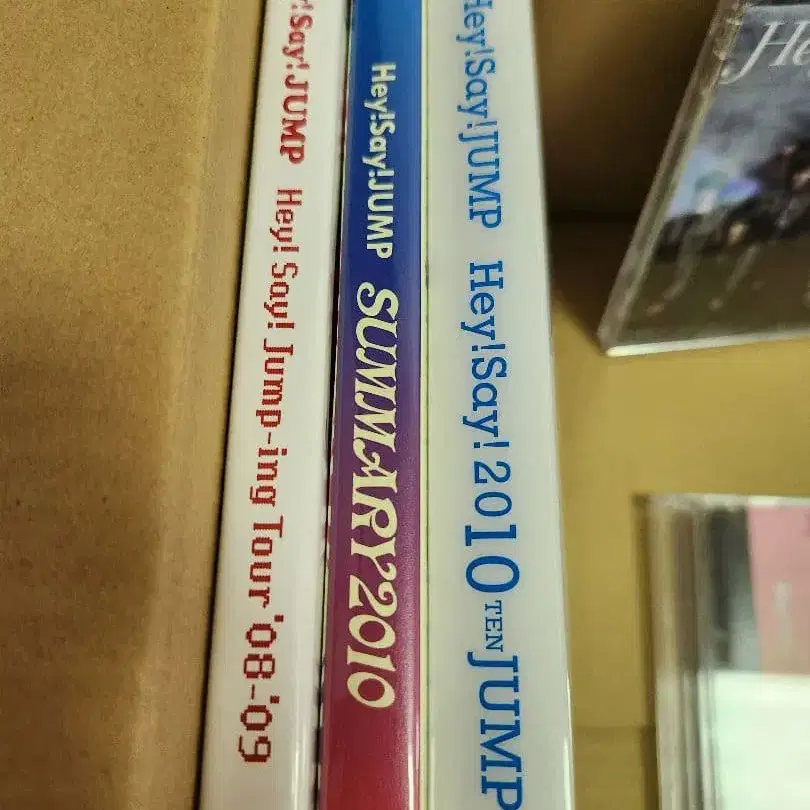 Hey!Say!JUMP Hey! Say! Jump-ing Tour '08-'09
Hey!Say!JUMP SUMMARY2010
Hey!Say!JUMP Hey!Say!2010 TEN JUMP
He